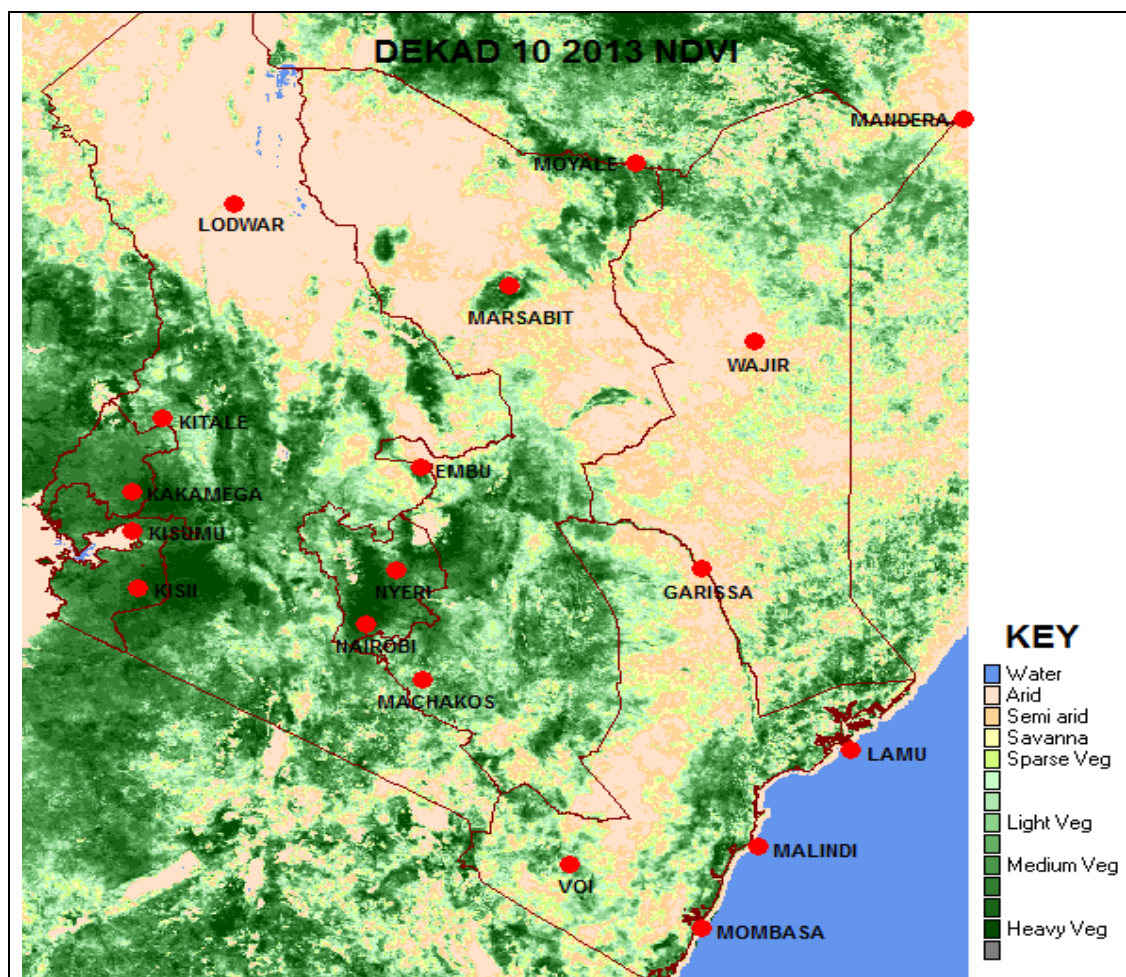 DEKAD 10 2013 NDVI
MANDERA
MOYALE
LODWAR
MARSABIT
WAJIR
KITALE
EMBU
KAKAMEGA
KISUMU
NYERI
KISII
GARISSA
NAIROBI
MACHAKOS
LAMU
MALINDI
VOI
MOMBASA
KEY
Water
Arid
Semi arid
Savanna
Sparse Veg
Light Veg
Medium Veg
Heavy Veg